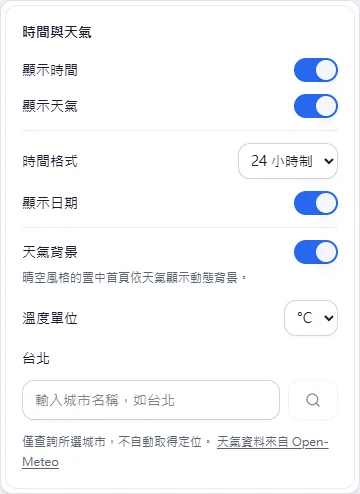 時間與天氣
顯示時間
顯示天氣
時間格式
24 小時制
顯示日期
天氣背景
晴空風格的置中首頁依天氣顯示動態背景。
溫度單位
°C
台北
輸入城市名稱，如台北
僅查詢所選城市，不自動取得定位。 天氣資料來自 Open-
Meteo